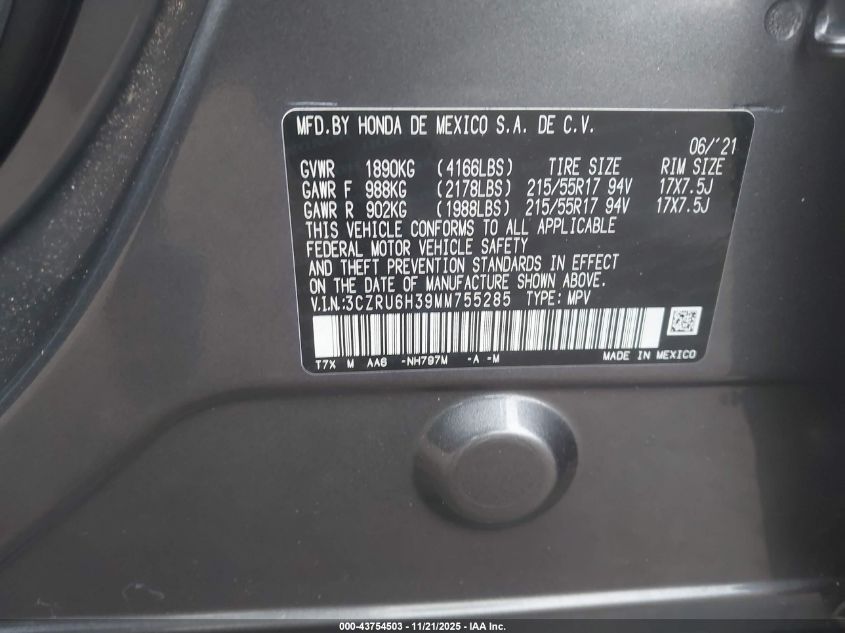 MFD.BY HONDA DE MEXICO S.A. DE C.V.
06/'21
GVWR 1890KG (4166LBS) TIRE SIZE RIM SIZE
GAWR F 988KG (2178LBS) 215/55R17 94V 17X7.5J
GAWR R 902KG (1988LBS) 215/55R17 94V 17X7.5J
THIS VEHICLE CONFORMS TO ALL APPLICABLE
FEDERAL MOTOR VEHICLE SAFETY
AND THEFT PREVENTION STANDARDS IN EFFECT
ON THE DATE OF MANUFACTURE SHOWN ABOVE.
V.I.N.:3CZRU6H39MM755285 TYPE: MPV
T7X M AA6 -NH797M -A -M MADE IN MEXICO
000-43754503 - 11/21/2025 - IAA Inc.